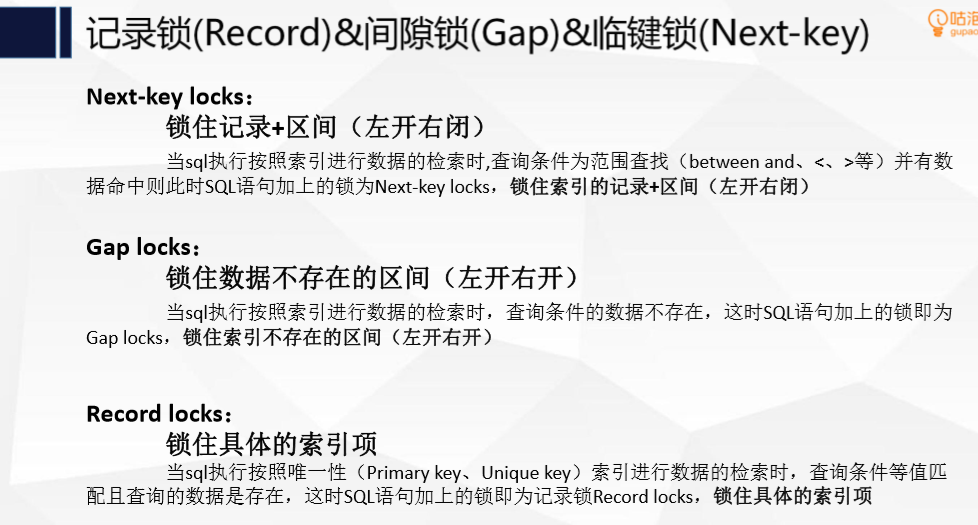 记录锁(Record)&间隙锁(Gap)&临键锁(Next-key)
咕泡
gupao
Next-key locks：
锁住记录+区间（左开右闭）
当sql执行按照索引进行数据的检索时,查询条件为范围查找（between and、<、>等）并有数
据命中则此时SQL语句加上的锁为Next-key locks，锁住索引的记录+区间（左开右闭）
Gap locks：
锁住数据不存在的区间（左开右开）
当sql执行按照索引进行数据的检索时，查询条件的数据不存在，这时SQL语句加上的锁即为
Gap locks，锁住索引不存在的区间（左开右开）
Record locks：
锁住具体的索引项
当sql执行按照唯一性（Primary key、Unique key）索引进行数据的检索时，查询条件等值匹
配且查询的数据是存在，这时SQL语句加上的锁即为记录锁Record locks，锁住具体的索引项